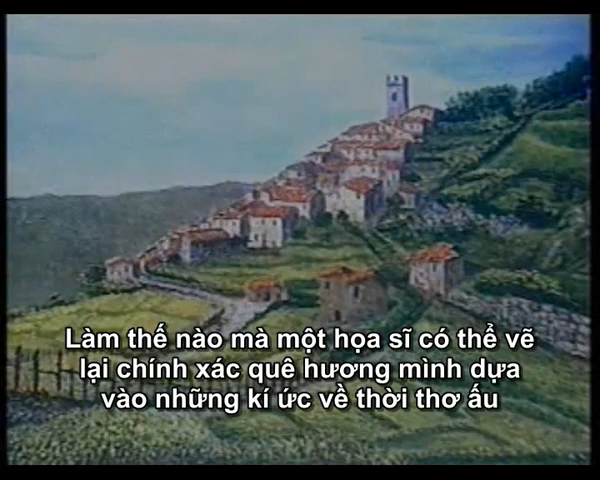 Làm thế nào mà một họa sĩ có thể vẽ
lại chính xác quê hương mình dựa
vào những kí ức về thời thơ ấu